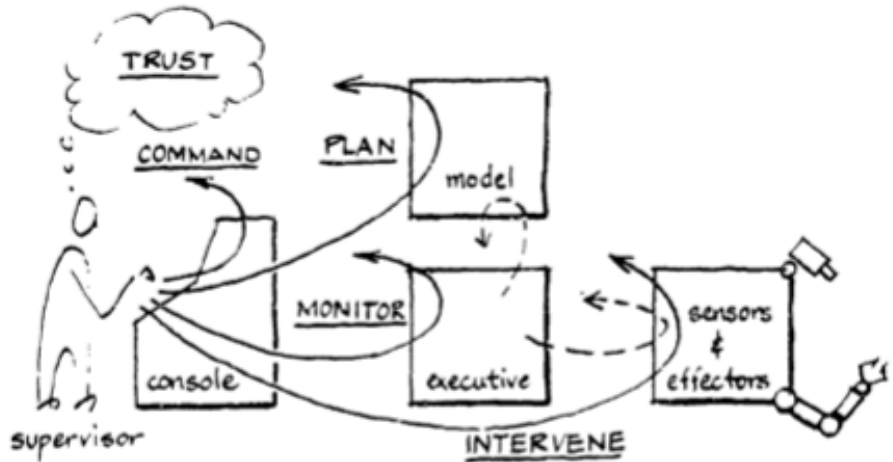 TRUST
COMMAND
PLAN
model
MONITOR
console
executive
sensors
&
effectors
supervisor
INTERVENE